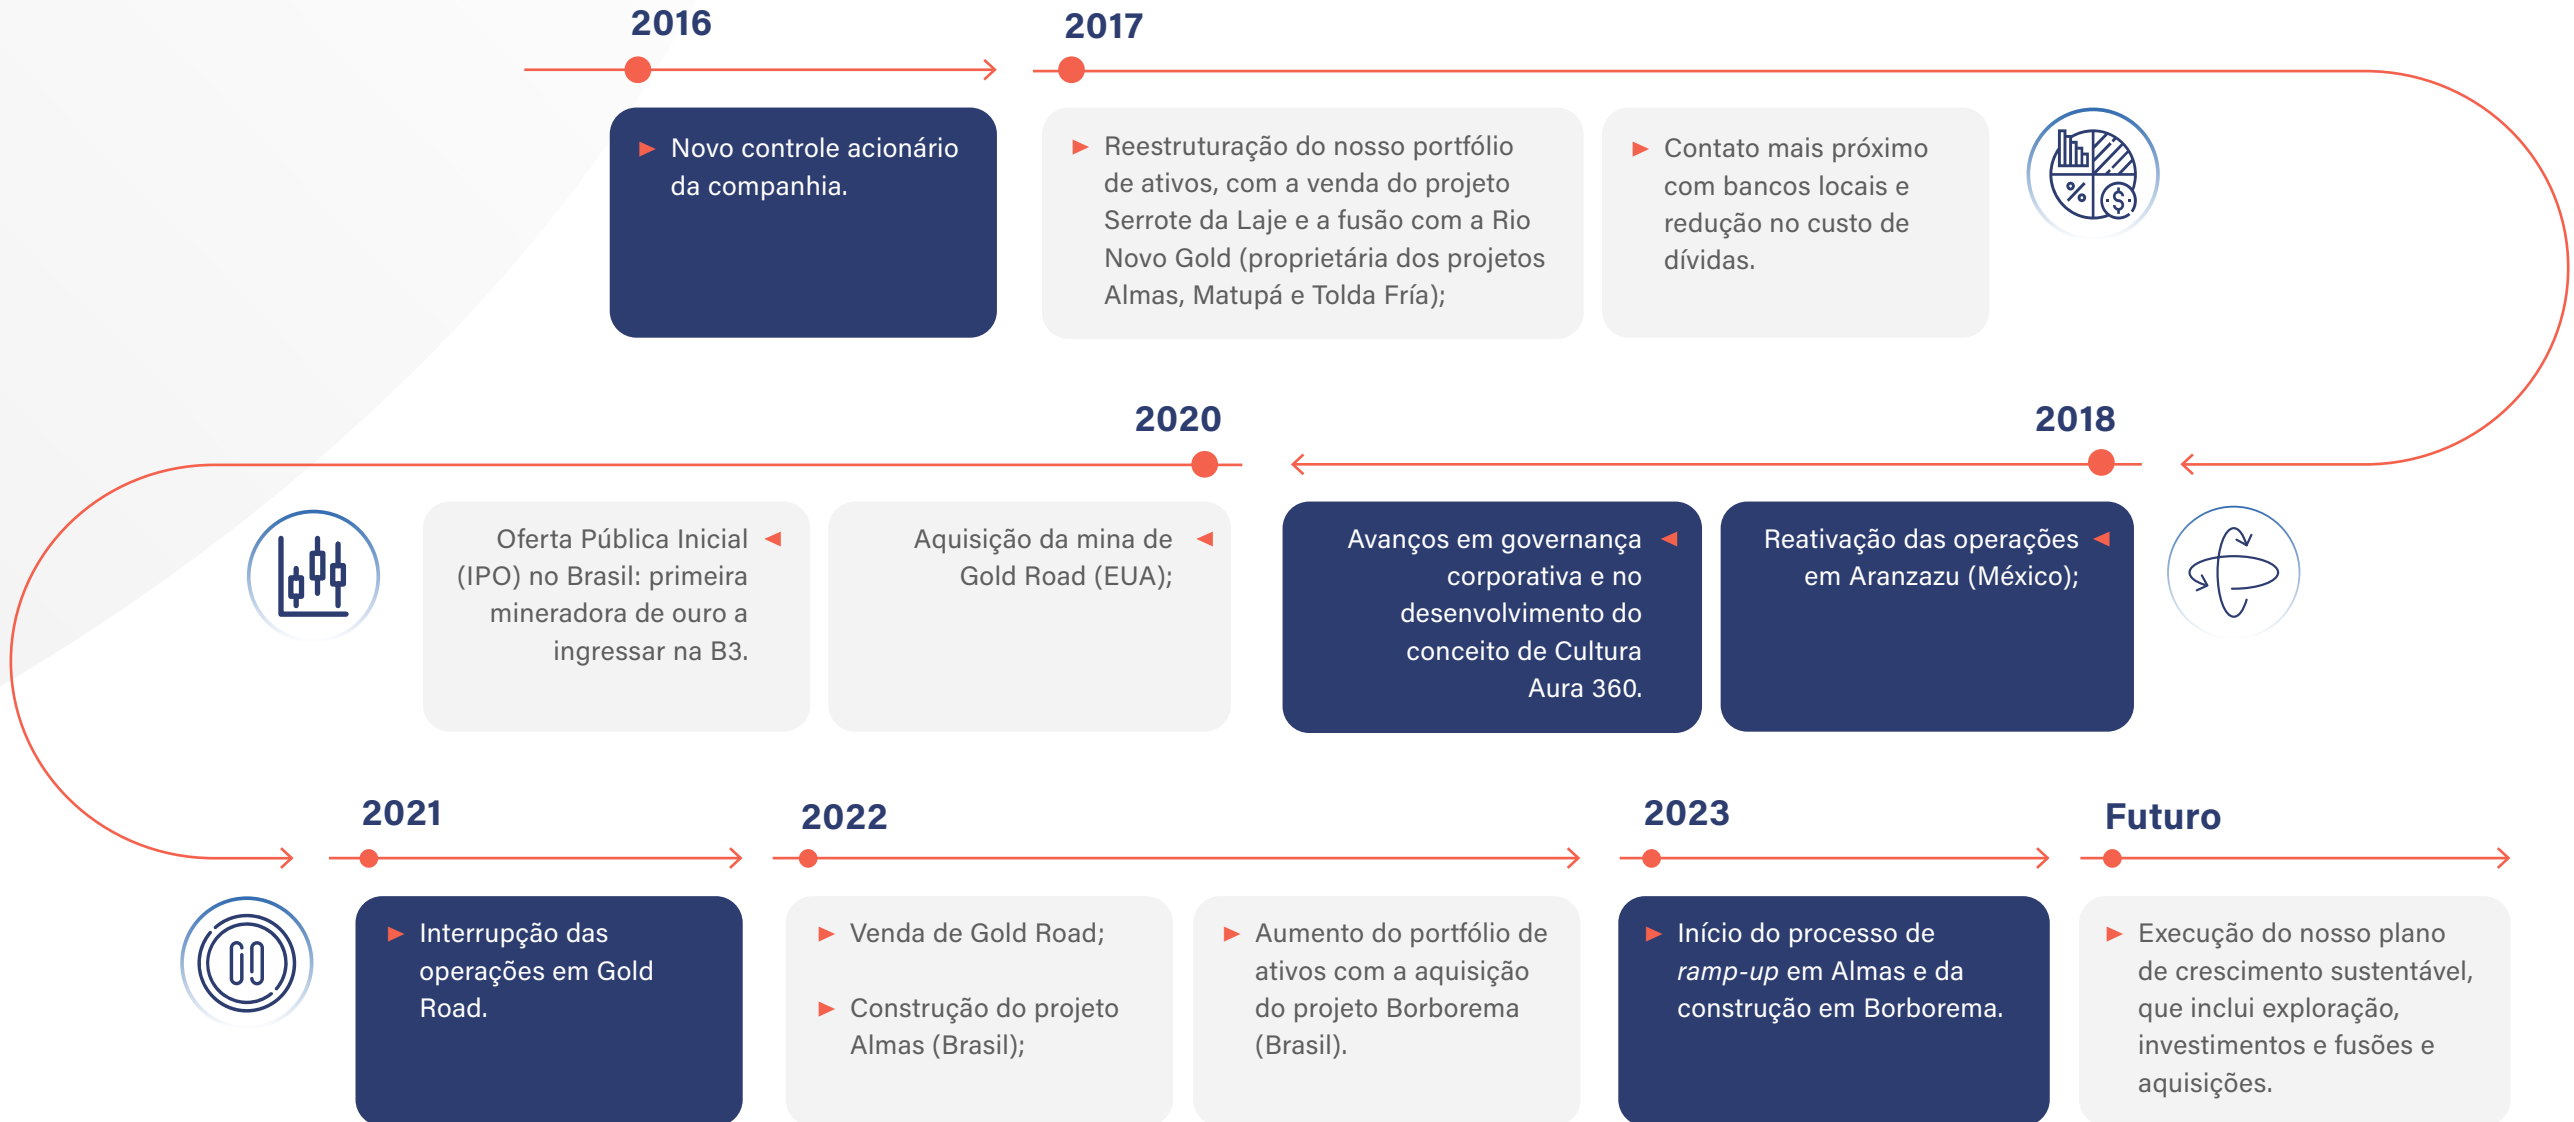 2016
Novo controle acionário
da companhia.
2017
Reestruturação do nosso portfólio
de ativos, com a venda do projeto
Serrote da Laje e a fusão com a Rio
Novo Gold (proprietária dos projetos
Almas, Matupá e Tolda Fría);
Contato mais próximo
com bancos locais e
redução no custo de
dívidas.
2018
Reativação das operações
em Aranzazu (México);
Avanços em governança
corporativa e no
desenvolvimento do
conceito de Cultura
Aura 360.
2020
Aquisição da mina de
Gold Road (EUA);
Oferta Pública Inicial
(IPO) no Brasil: primeira
mineradora de ouro a
ingressar na B3.
2021
Interrupção das
operações em Gold
Road.
2022
Venda de Gold Road;
Construção do projeto
Almas (Brasil);
Aumento do portfólio de
ativos com a aquisição
do projeto Borborema
(Brasil).
2023
Início do processo de
ramp-up em Almas e da
construção em Borborema.
Futuro
Execução do nosso plano
de crescimento sustentável,
que inclui exploração,
investimentos e fusões e
aquisições.